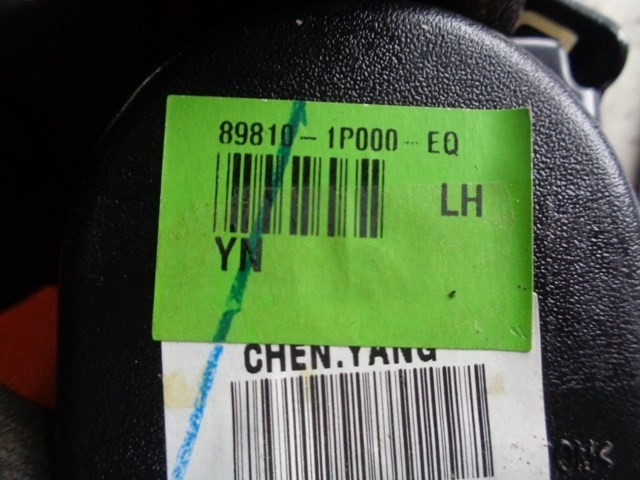 89810-1P000-EQ
LH
YN
CHEN.YANG